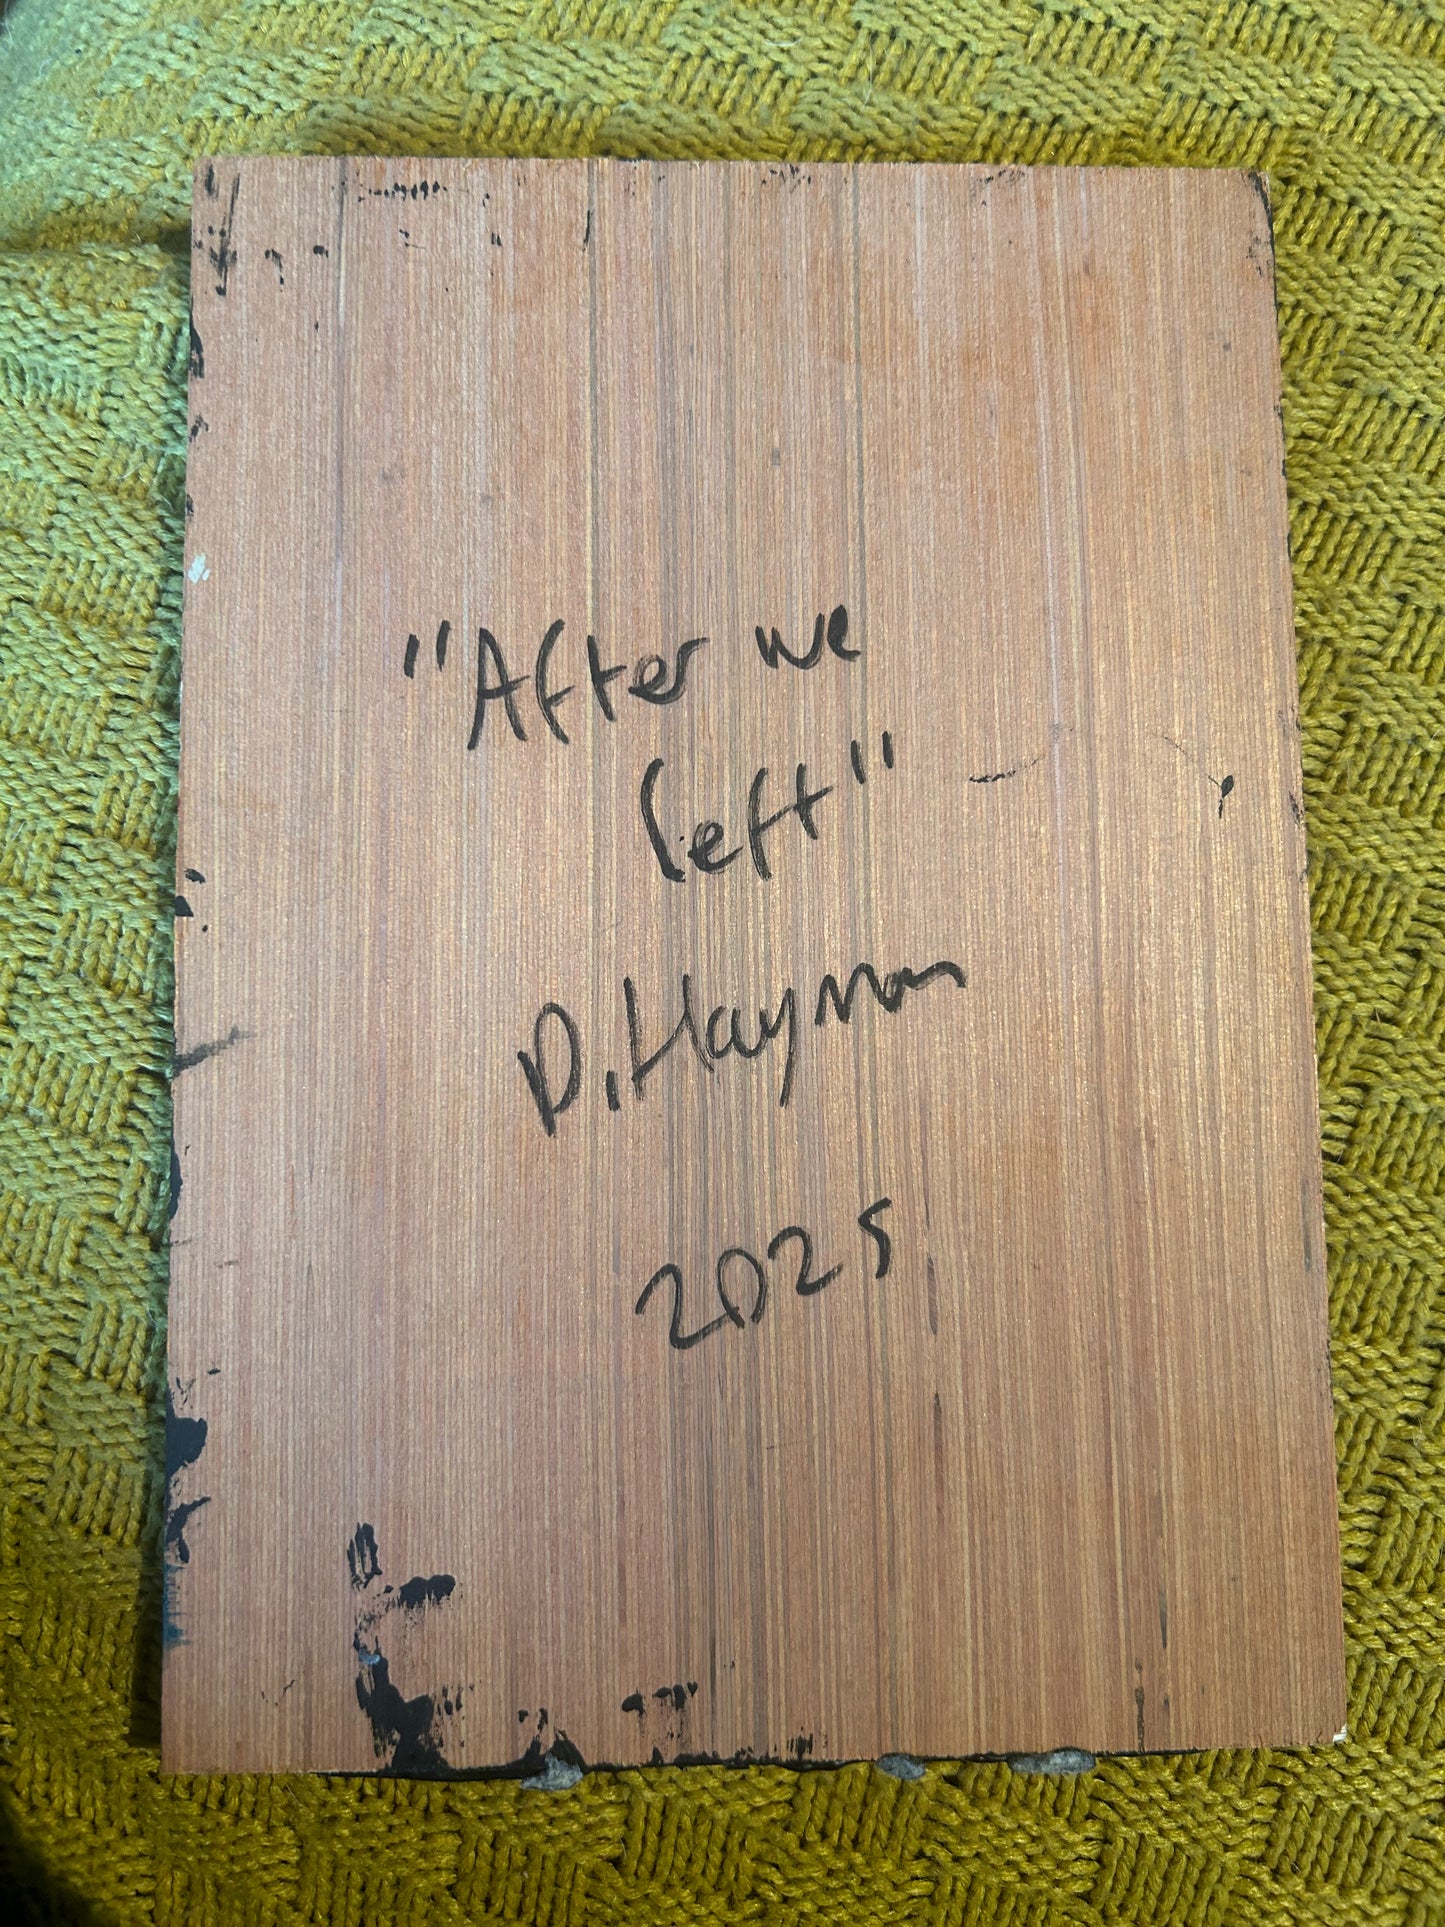 "After we
left"
D. Hayman
2025